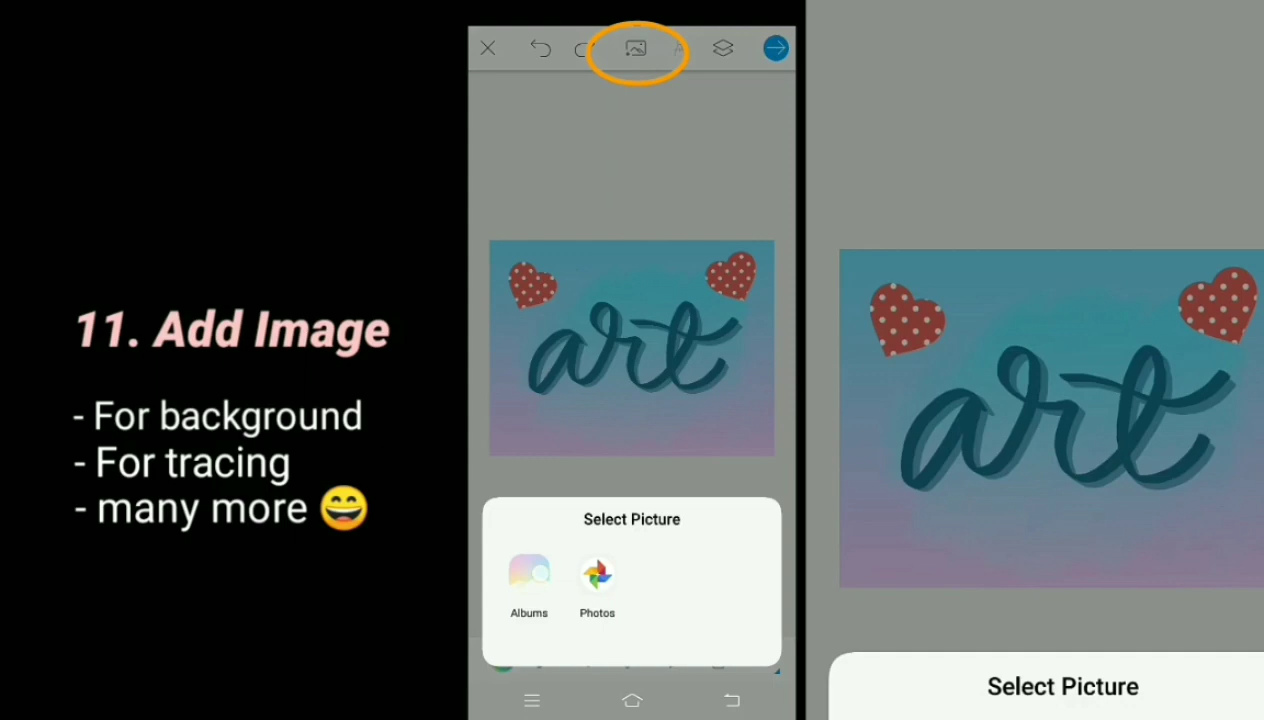 11. Add Image
- For background
- For tracing
- many more 😄
art
Select Picture
Albums
Photos
art
Select Picture